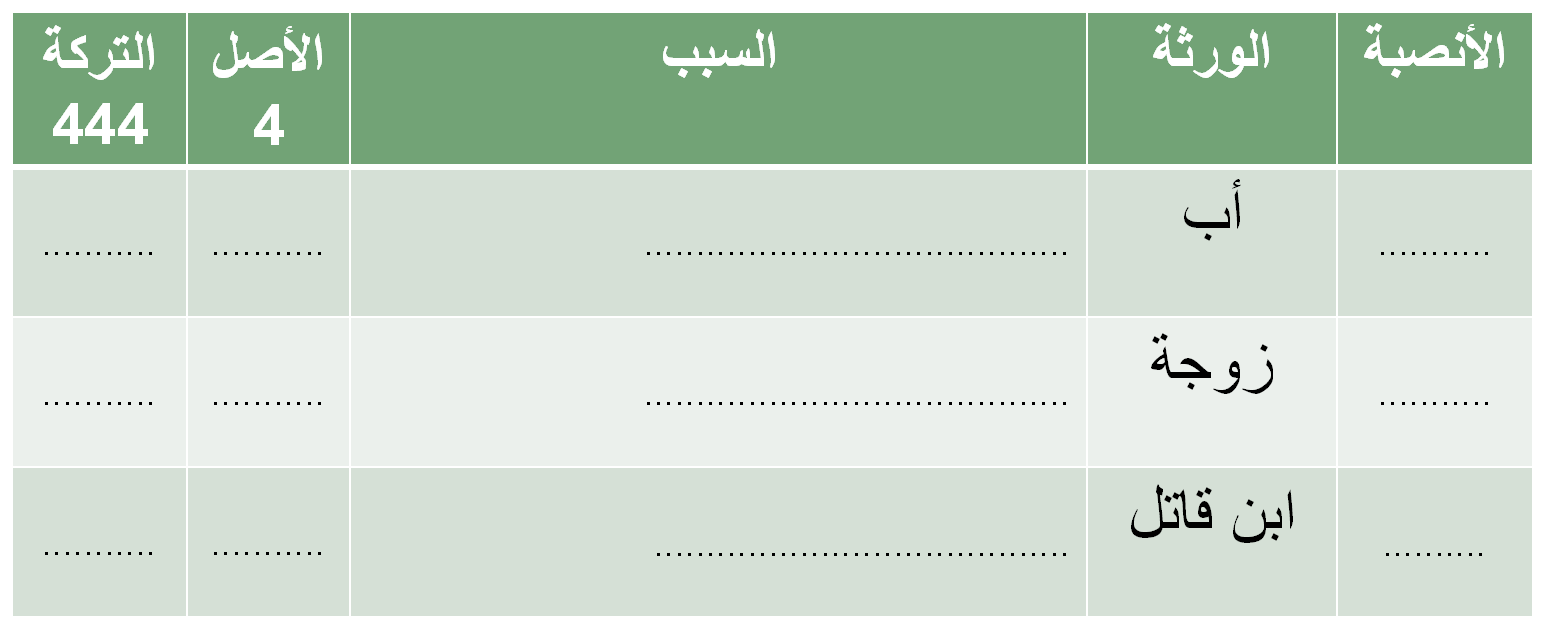 الأنصبة الورثة السبب الأصل التركة
4 444
........... أب ......................................... ........... ...........
........... زوجة ......................................... ........... ...........
.......... ابن قاتل ........................................ ........... ...........